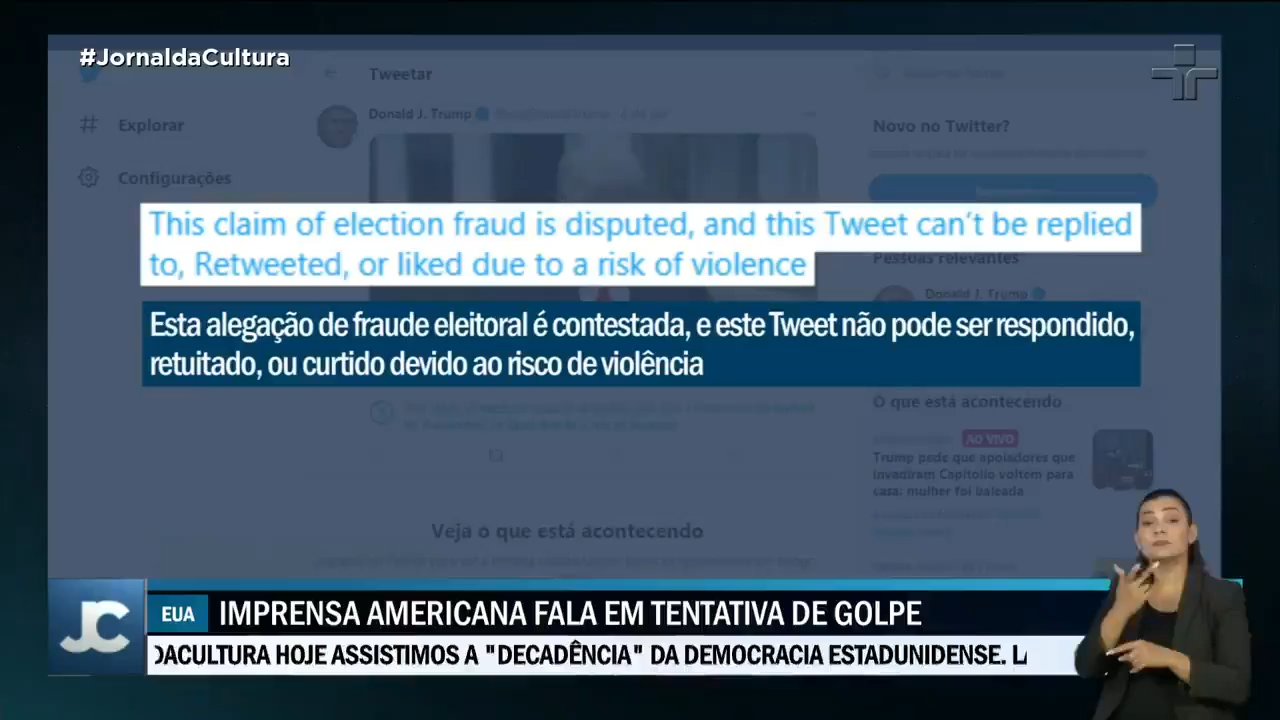 #JornaldaCultura
Tweetar
Explorar
Donald J. Trump
Novo no Twitter?
Configurações
This claim of election fraud is disputed, and this Tweet can't be replied
to, Retweeted, or liked due to a risk of violence
Pessoas relevantes
Donald J. Trump
Esta alegação de fraude eleitoral é contestada, e este Tweet não pode ser respondido,
retuitado, ou curtido devido ao risco de violência
O que está acontecendo
AO VIVO
Trump pede que apoiadores que
invadiram Capitólio voltem para
casa; mulher foi baleada
Veja o que está acontecendo
JC
EUA IMPRENSA AMERICANA FALA EM TENTATIVA DE GOLPE
DACULTURA HOJE ASSISTIMOS A "DECADÊNCIA" DA DEMOCRACIA ESTADUNIDENSE.